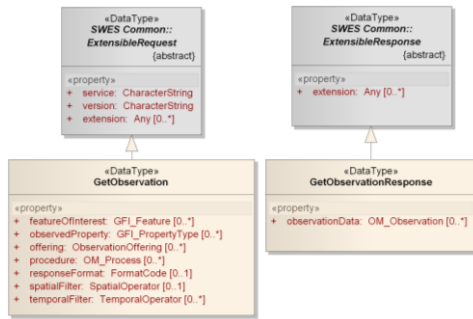 «DataType»
SWES Common::
ExtensibleRequest
{abstract}
«property»
+ service: CharacterString
+ version: CharacterString
+ extension: Any [0..*]
«DataType»
SWES Common::
ExtensibleResponse
{abstract}
«property»
+ extension: Any [0..*]
«DataType»
GetObservation
«property»
+ featureOfInterest: GFI_Feature [0..*]
+ observedProperty: GFI_PropertyType [0..*]
+ offering: ObservationOffering [0..*]
+ procedure: OM_Process [0..*]
+ responseFormat: FormatCode [0..1]
+ spatialFilter: SpatialOperator [0..1]
+ temporalFilter: TemporalOperator [0..*]
«DataType»
GetObservationResponse
«property»
+ observationData: OM_Observation [0..*]